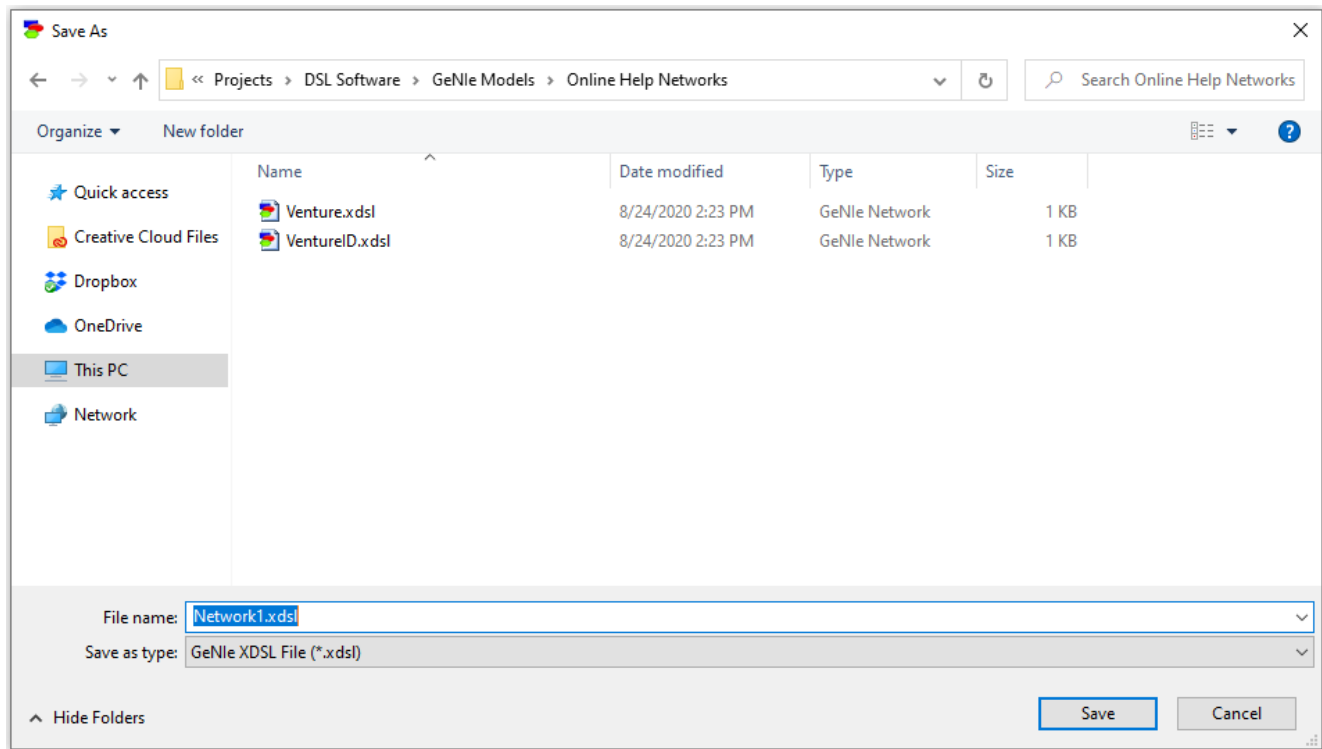 Save As
« Projects › DSL Software › GeNIe Models › Online Help Networks
Search Online Help Networks
Organize
New folder
Name Date modified Type Size
Quick access
Creative Cloud Files
Dropbox
OneDrive
This PC
Network
Venture.xdsl 8/24/2020 2:23 PM GeNIe Network 1 KB
VentureID.xdsl 8/24/2020 2:23 PM GeNIe Network 1 KB
File name: Network1.xdsl
Save as type: GeNIe XDSL File (*.xdsl)
Hide Folders
Save
Cancel